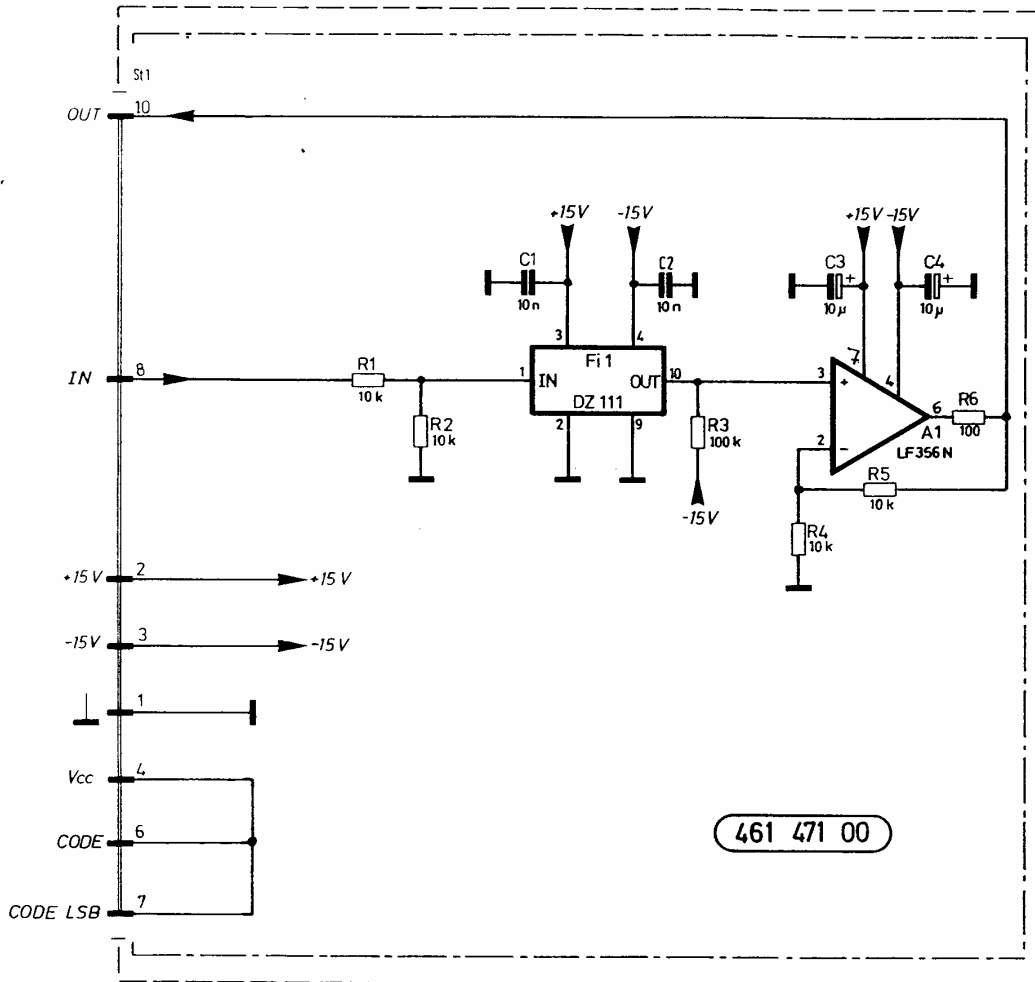 St1
OUT 10
+15V -15V +15V -15V
C1 C2 C3 + C4 +
10n 10n 10µ 10µ
3 4 7 4
IN 8 R1 1 IN Fi1 OUT 10 3 + 6 R6
10k DZ 111 100
R2 2 9 R3 2 − A1
10k 100k LF356N
R5
-15V 10k
R4
10k
+15V 2 +15V
-15V 3 -15V
1
Vcc 4
CODE 6
461 471 00
CODE LSB 7